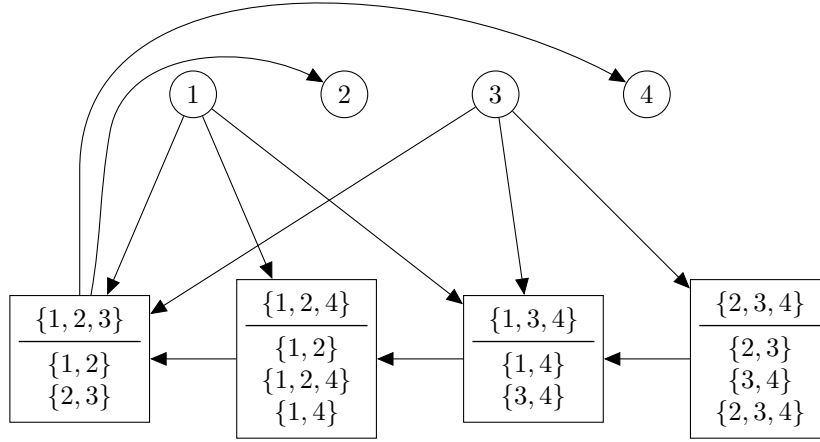 1
2
3
4
{1, 2, 3}
{1, 2}
{2, 3}
{1, 2, 4}
{1, 2}
{1, 2, 4}
{1, 4}
{1, 3, 4}
{1, 4}
{3, 4}
{2, 3, 4}
{2, 3}
{3, 4}
{2, 3, 4}